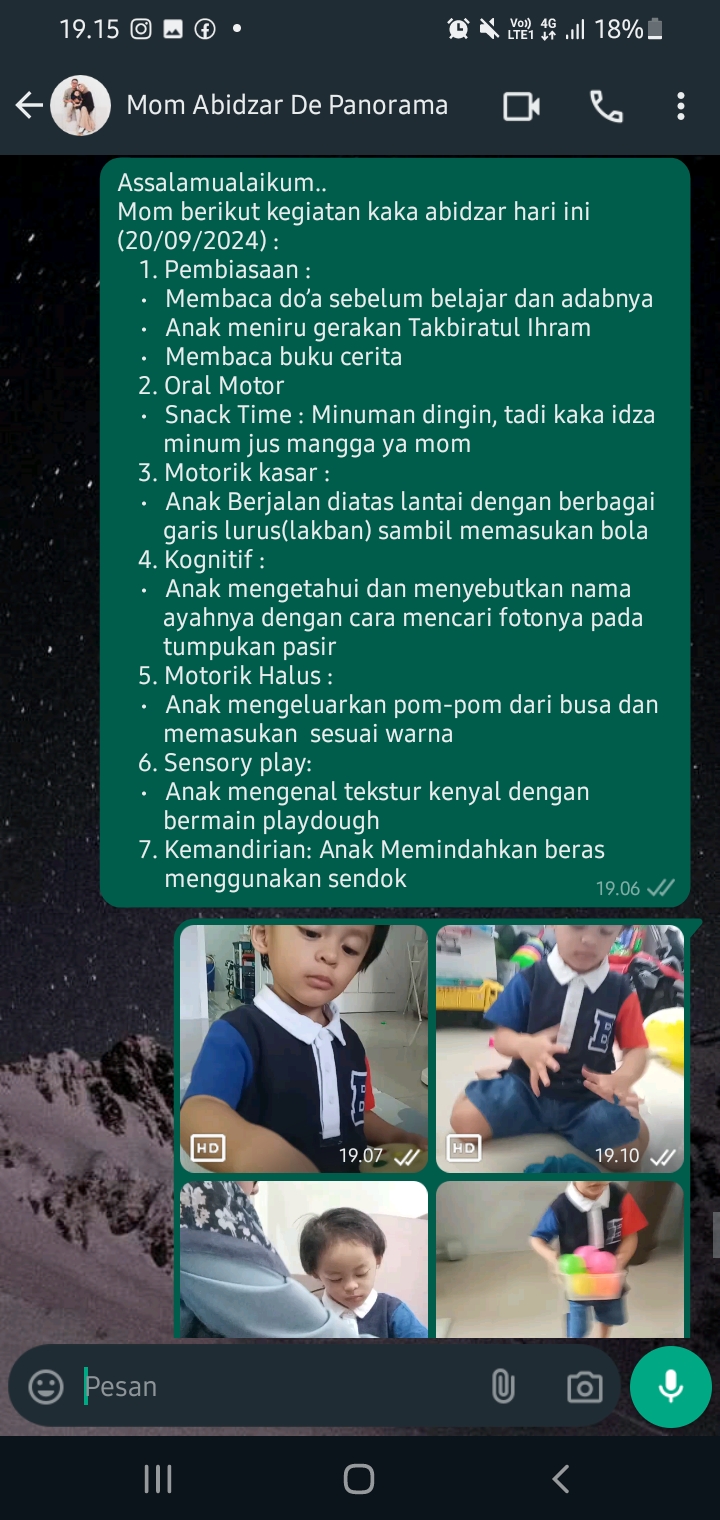 19.15
Vo))
LTE1
4G
18%
Mom Abidzar De Panorama
Assalamualaikum..
Mom berikut kegiatan kaka abidzar hari ini
(20/09/2024) :
1. Pembiasaan :
• Membaca do'a sebelum belajar dan adabnya
• Anak meniru gerakan Takbiratul Ihram
• Membaca buku cerita
2. Oral Motor
• Snack Time : Minuman dingin, tadi kaka idza
minum jus mangga ya mom
3. Motorik kasar :
• Anak Berjalan diatas lantai dengan berbagai
garis lurus(lakban) sambil memasukan bola
4. Kognitif :
• Anak mengetahui dan menyebutkan nama
ayahnya dengan cara mencari fotonya pada
tumpukan pasir
5. Motorik Halus :
• Anak mengeluarkan pom-pom dari busa dan
memasukan  sesuai warna
6. Sensory play:
• Anak mengenal tekstur kenyal dengan
bermain playdough
7. Kemandirian: Anak Memindahkan beras
menggunakan sendok
19.06
HD
19.07
HD
19.10
Pesan